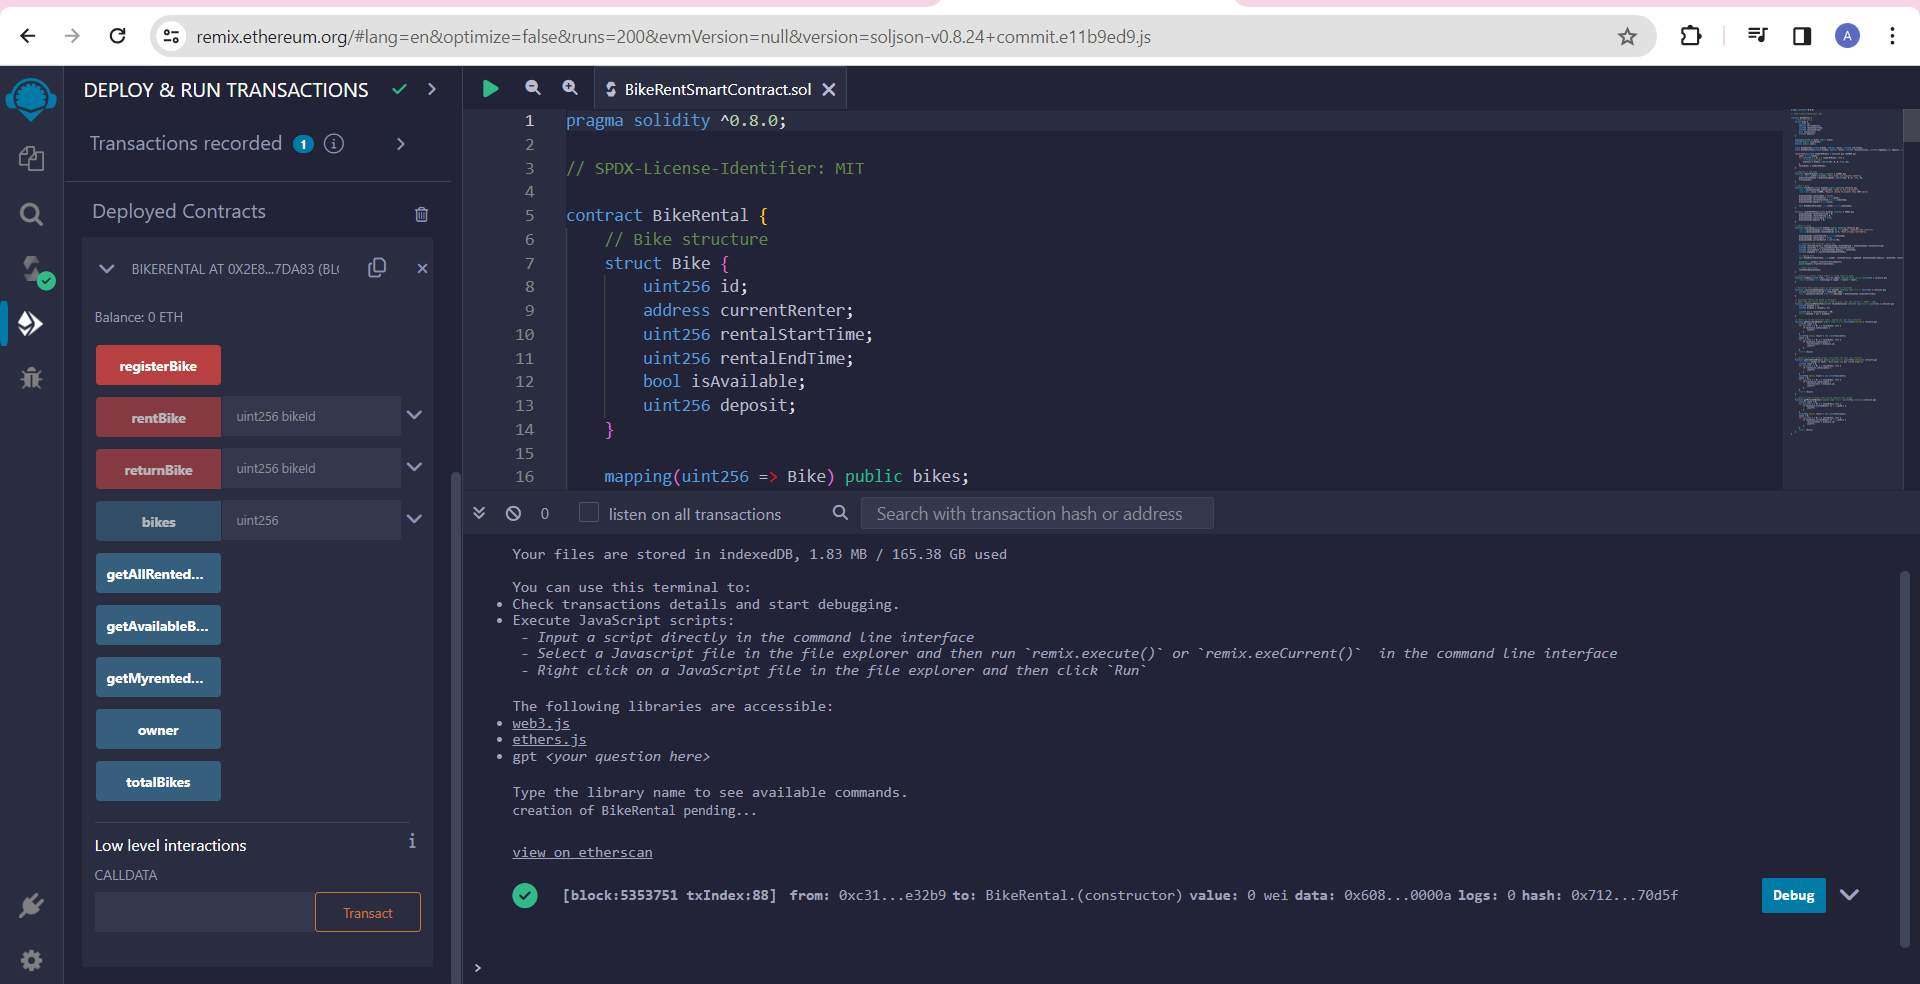 remix.ethereum.org/#lang=en&optimize=false&runs=200&evmVersion=null&version=soljson-v0.8.24+commit.e11b9ed9.js
A
DEPLOY & RUN TRANSACTIONS
Transactions recorded 1 i
Deployed Contracts
BIKERENTAL AT 0X2E8...7DA83 (BLO
Balance: 0 ETH
registerBike
rentBike uint256 bikeId
returnBike uint256 bikeId
bikes uint256
getAllRented...
getAvailableB...
getMyrented...
owner
totalBikes
Low level interactions i
CALLDATA
Transact
BikeRentSmartContract.sol
1 pragma solidity ^0.8.0;
2
3 // SPDX-License-Identifier: MIT
4
5 contract BikeRental {
6 // Bike structure
7 struct Bike {
8 uint256 id;
9 address currentRenter;
10 uint256 rentalStartTime;
11 uint256 rentalEndTime;
12 bool isAvailable;
13 uint256 deposit;
14 }
15
16 mapping(uint256 => Bike) public bikes;
0 listen on all transactions Search with transaction hash or address
Your files are stored in indexedDB, 1.83 MB / 165.38 GB used
You can use this terminal to:
• Check transactions details and start debugging.
• Execute JavaScript scripts:
- Input a script directly in the command line interface
- Select a Javascript file in the file explorer and then run `remix.execute()` or `remix.exeCurrent()` in the command line interface
- Right click on a JavaScript file in the file explorer and then click `Run`
The following libraries are accessible:
• web3.js
• ethers.js
• gpt <your question here>
Type the library name to see available commands.
creation of BikeRental pending...
view on etherscan
[block:5353751 txIndex:88] from: 0xc31...e32b9 to: BikeRental.(constructor) value: 0 wei data: 0x608...0000a logs: 0 hash: 0x712...70d5f
Debug
>